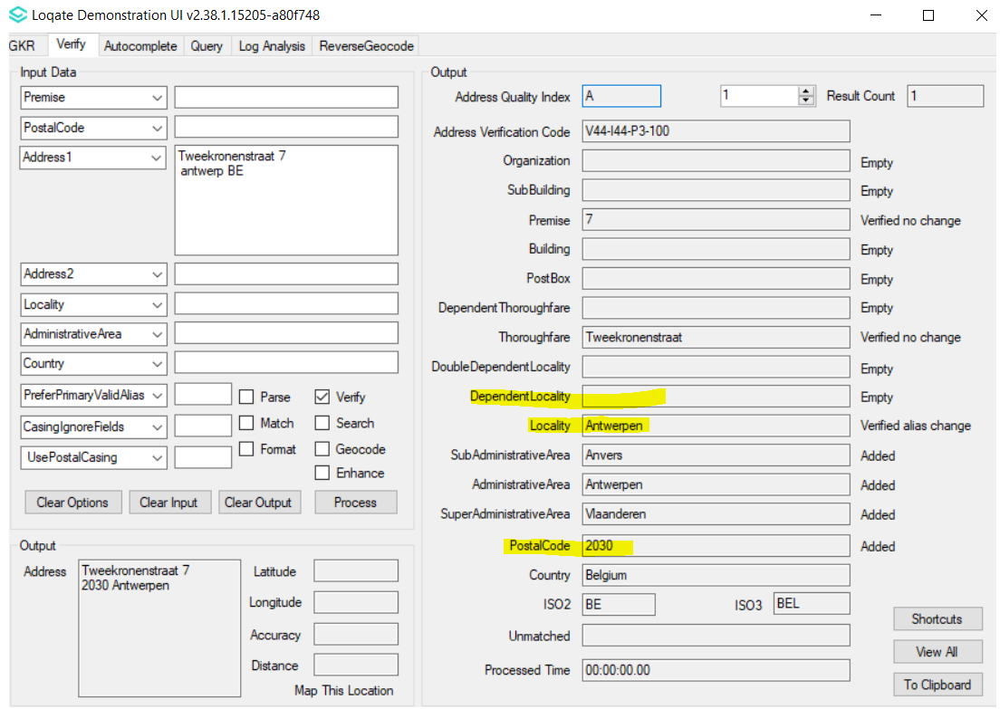 Loqate Demonstration UI v2.38.1.15205-a80f748
GKR Verify Autocomplete Query Log Analysis ReverseGeocode
Input Data
Premise
PostalCode
Address1 Tweekronenstraat 7
antwerp BE
Address2
Locality
AdministrativeArea
Country
PreferPrimaryValidAlias Parse Verify
CasingIgnoreFields Match Search
UsePostalCasing Format Geocode
Enhance
Clear Options Clear Input Clear Output Process
Output
Address Tweekronenstraat 7
2030 Antwerpen
Latitude
Longitude
Accuracy
Distance
Map This Location
Output
Address Quality Index A 1 Result Count 1
Address Verification Code V44-I44-P3-100
Organization Empty
SubBuilding Empty
Premise 7 Verified no change
Building Empty
PostBox Empty
DependentThoroughfare Empty
Thoroughfare Tweekronenstraat Verified no change
DoubleDependentLocality Empty
DependentLocality Empty
Locality Antwerpen Verified alias change
SubAdministrativeArea Anvers Added
AdministrativeArea Antwerpen Added
SuperAdministrativeArea Vlaanderen Added
PostalCode 2030 Added
Country Belgium
ISO2 BE ISO3 BEL
Unmatched
Processed Time 00:00:00.00
Shortcuts
View All
To Clipboard